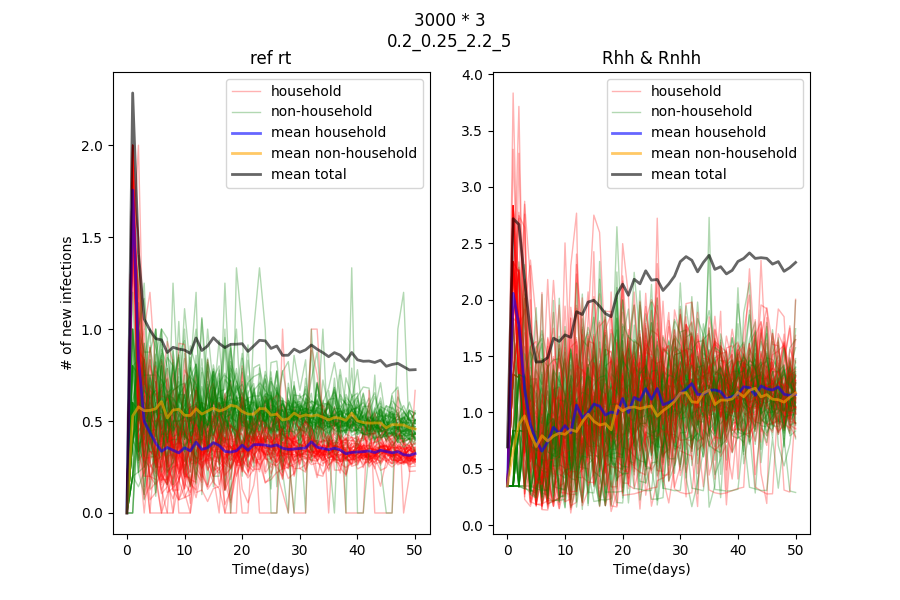 3000 * 3
0.2_0.25_2.2_5
ref rt
Rhh & Rnhh
household
non-household
mean household
mean non-household
mean total
household
non-household
mean household
mean non-household
mean total
# of new infections
2.0
1.5
1.0
0.5
0.0
4.0
3.5
3.0
2.5
2.0
1.5
1.0
0.5
0.0
0
10
20
30
40
50
0
10
20
30
40
50
Time(days)
Time(days)